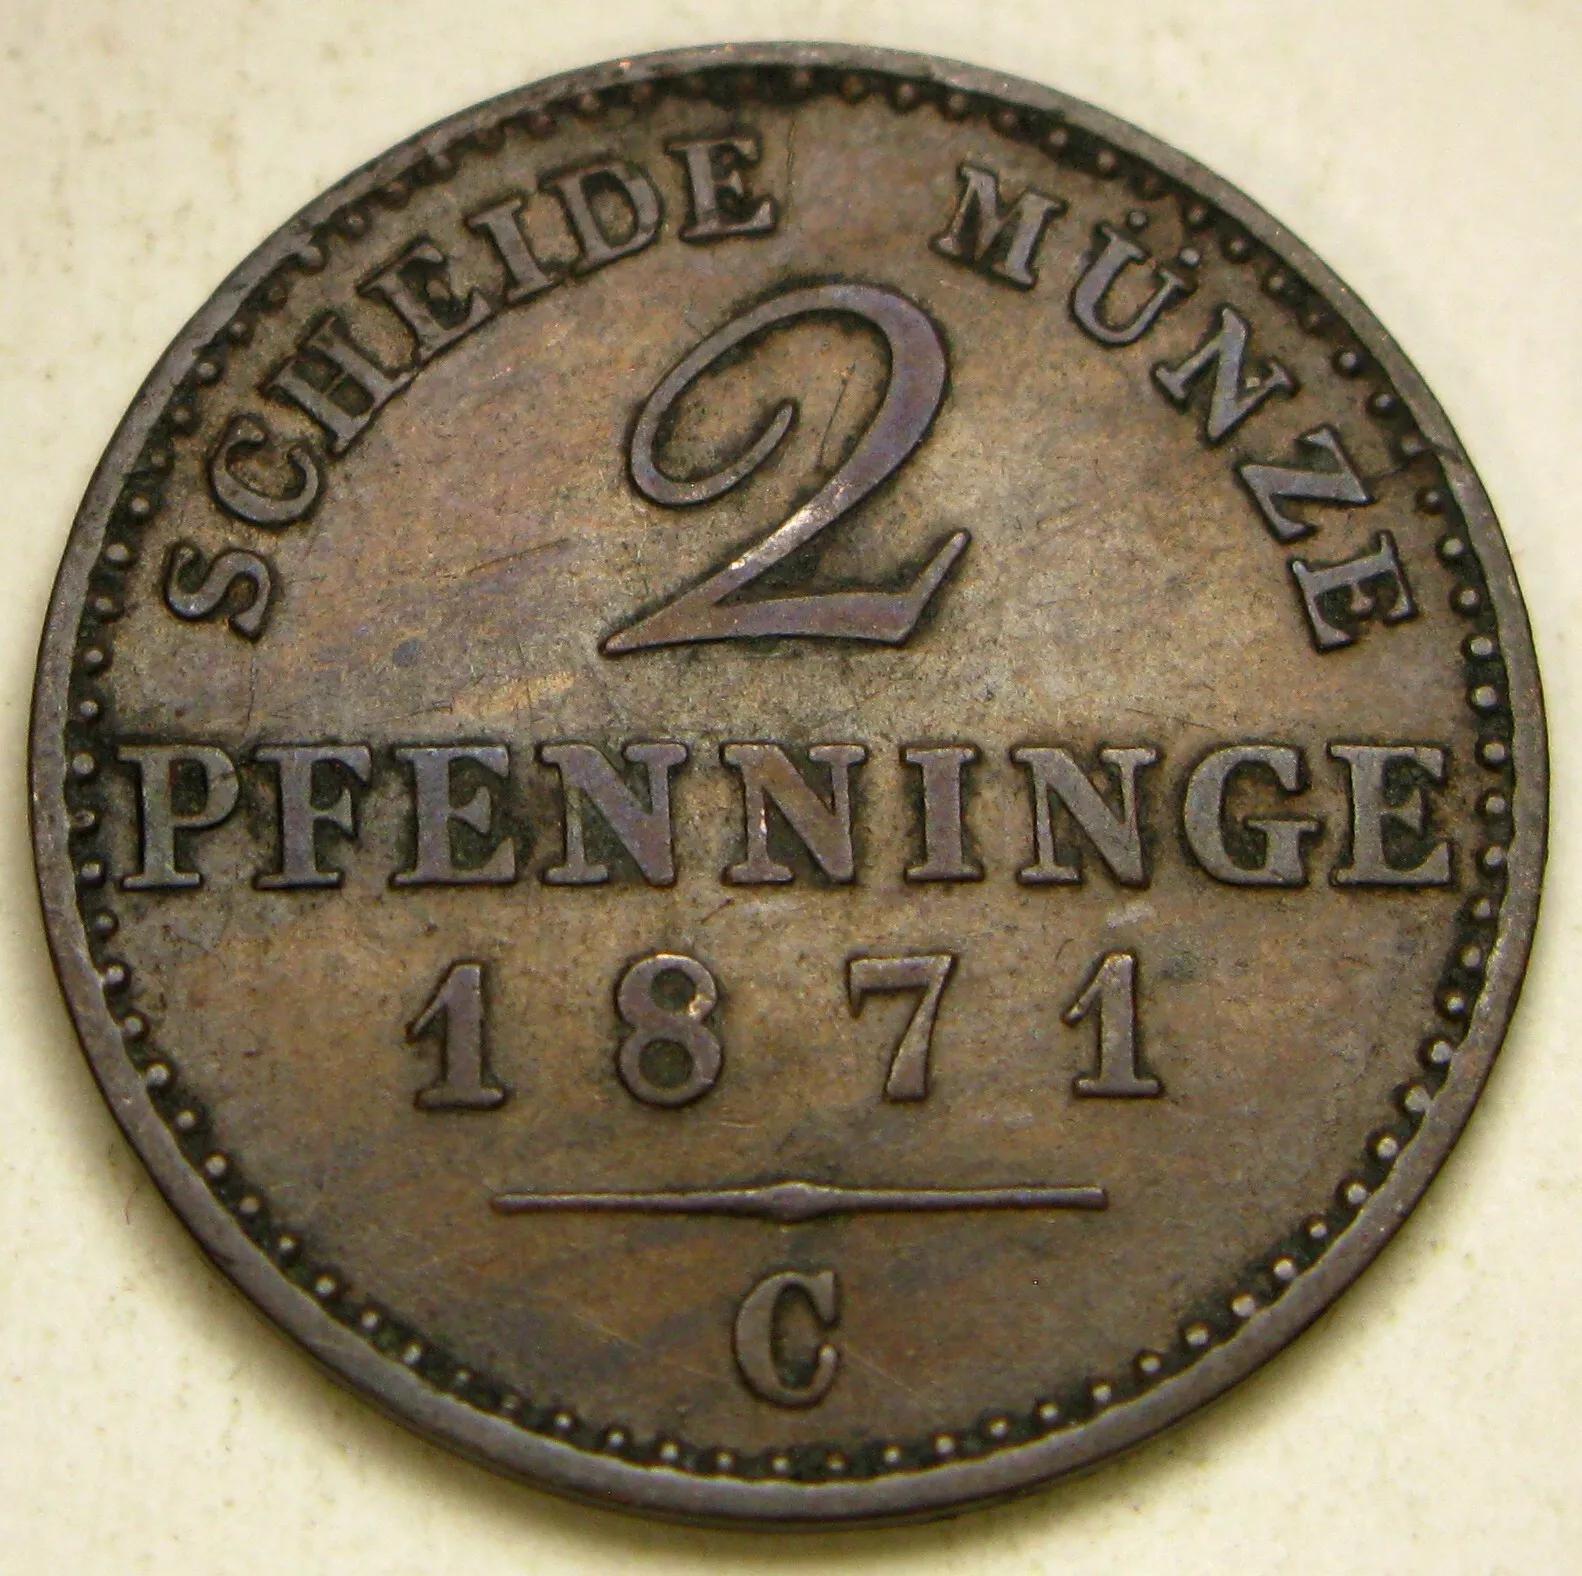 SCHEIDE MÜNZE
2
PFENNINGE
1871
C